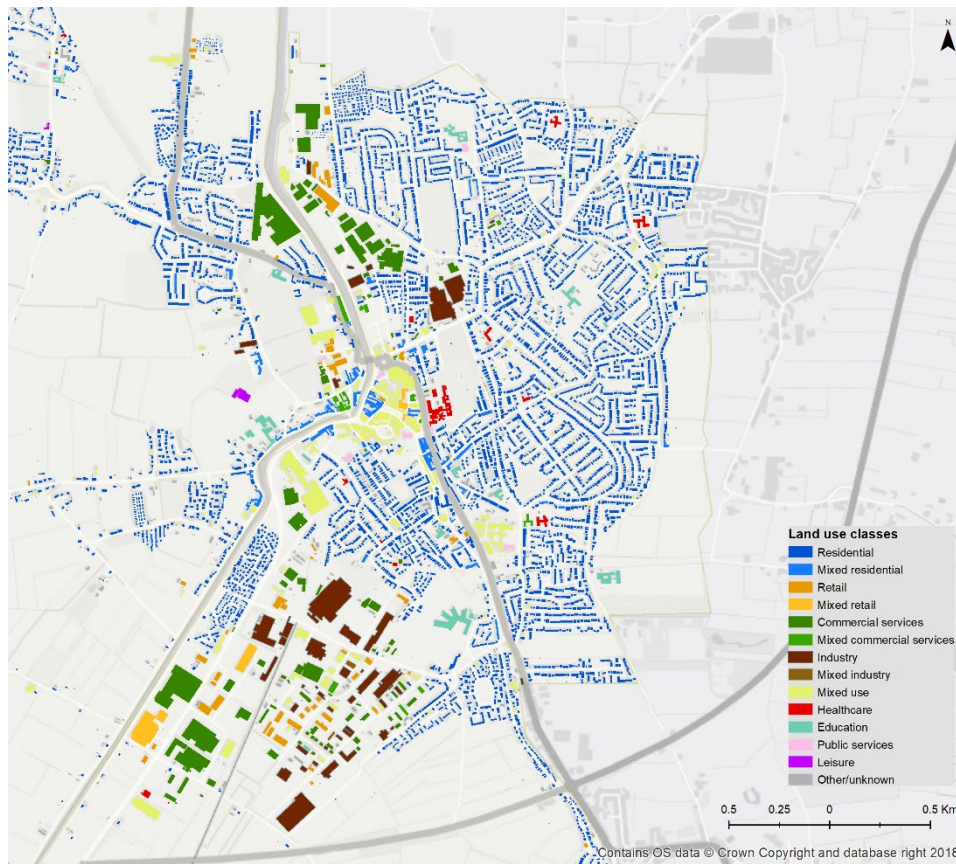 N
Land use classes
Residential
Mixed residential
Retail
Mixed retail
Commercial services
Mixed commercial services
Industry
Mixed industry
Mixed use
Healthcare
Education
Public services
Leisure
Other/unknown
0.5 0.25 0 0.5 Km
Contains OS data © Crown Copyright and database right 2018